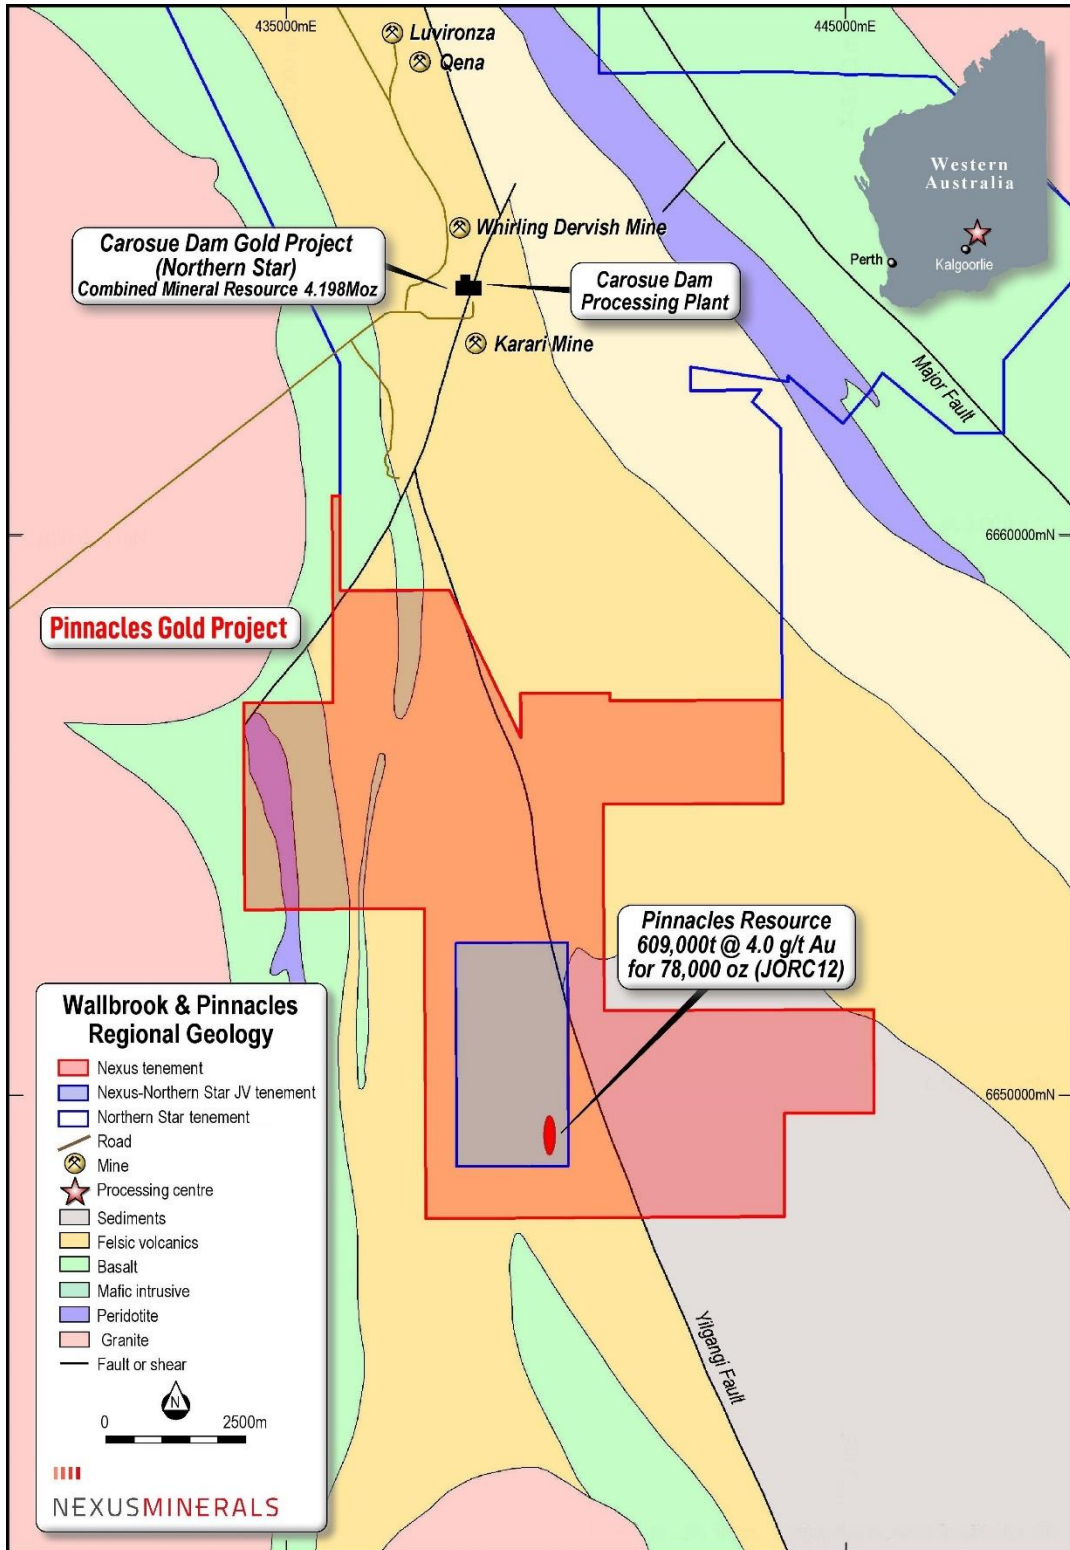 435000mE
445000mE
Luvironza
Qena
Western
Australia
Perth
Kalgoorlie
Whirling Dervish Mine
Carosue Dam Gold Project
(Northern Star)
Combined Mineral Resource 4.198Moz
Carosue Dam
Processing Plant
Karari Mine
Major Fault
6660000mN
Pinnacles Gold Project
Pinnacles Resource
609,000t @ 4.0 g/t Au
for 78,000 oz (JORC12)
6650000mN
Yilgangi Fault
Wallbrook & Pinnacles
Regional Geology
Nexus tenement
Nexus-Northern Star JV tenement
Northern Star tenement
Road
Mine
Processing centre
Sediments
Felsic volcanics
Basalt
Mafic intrusive
Peridotite
Granite
Fault or shear
N
0 2500m
NEXUSMINERALS